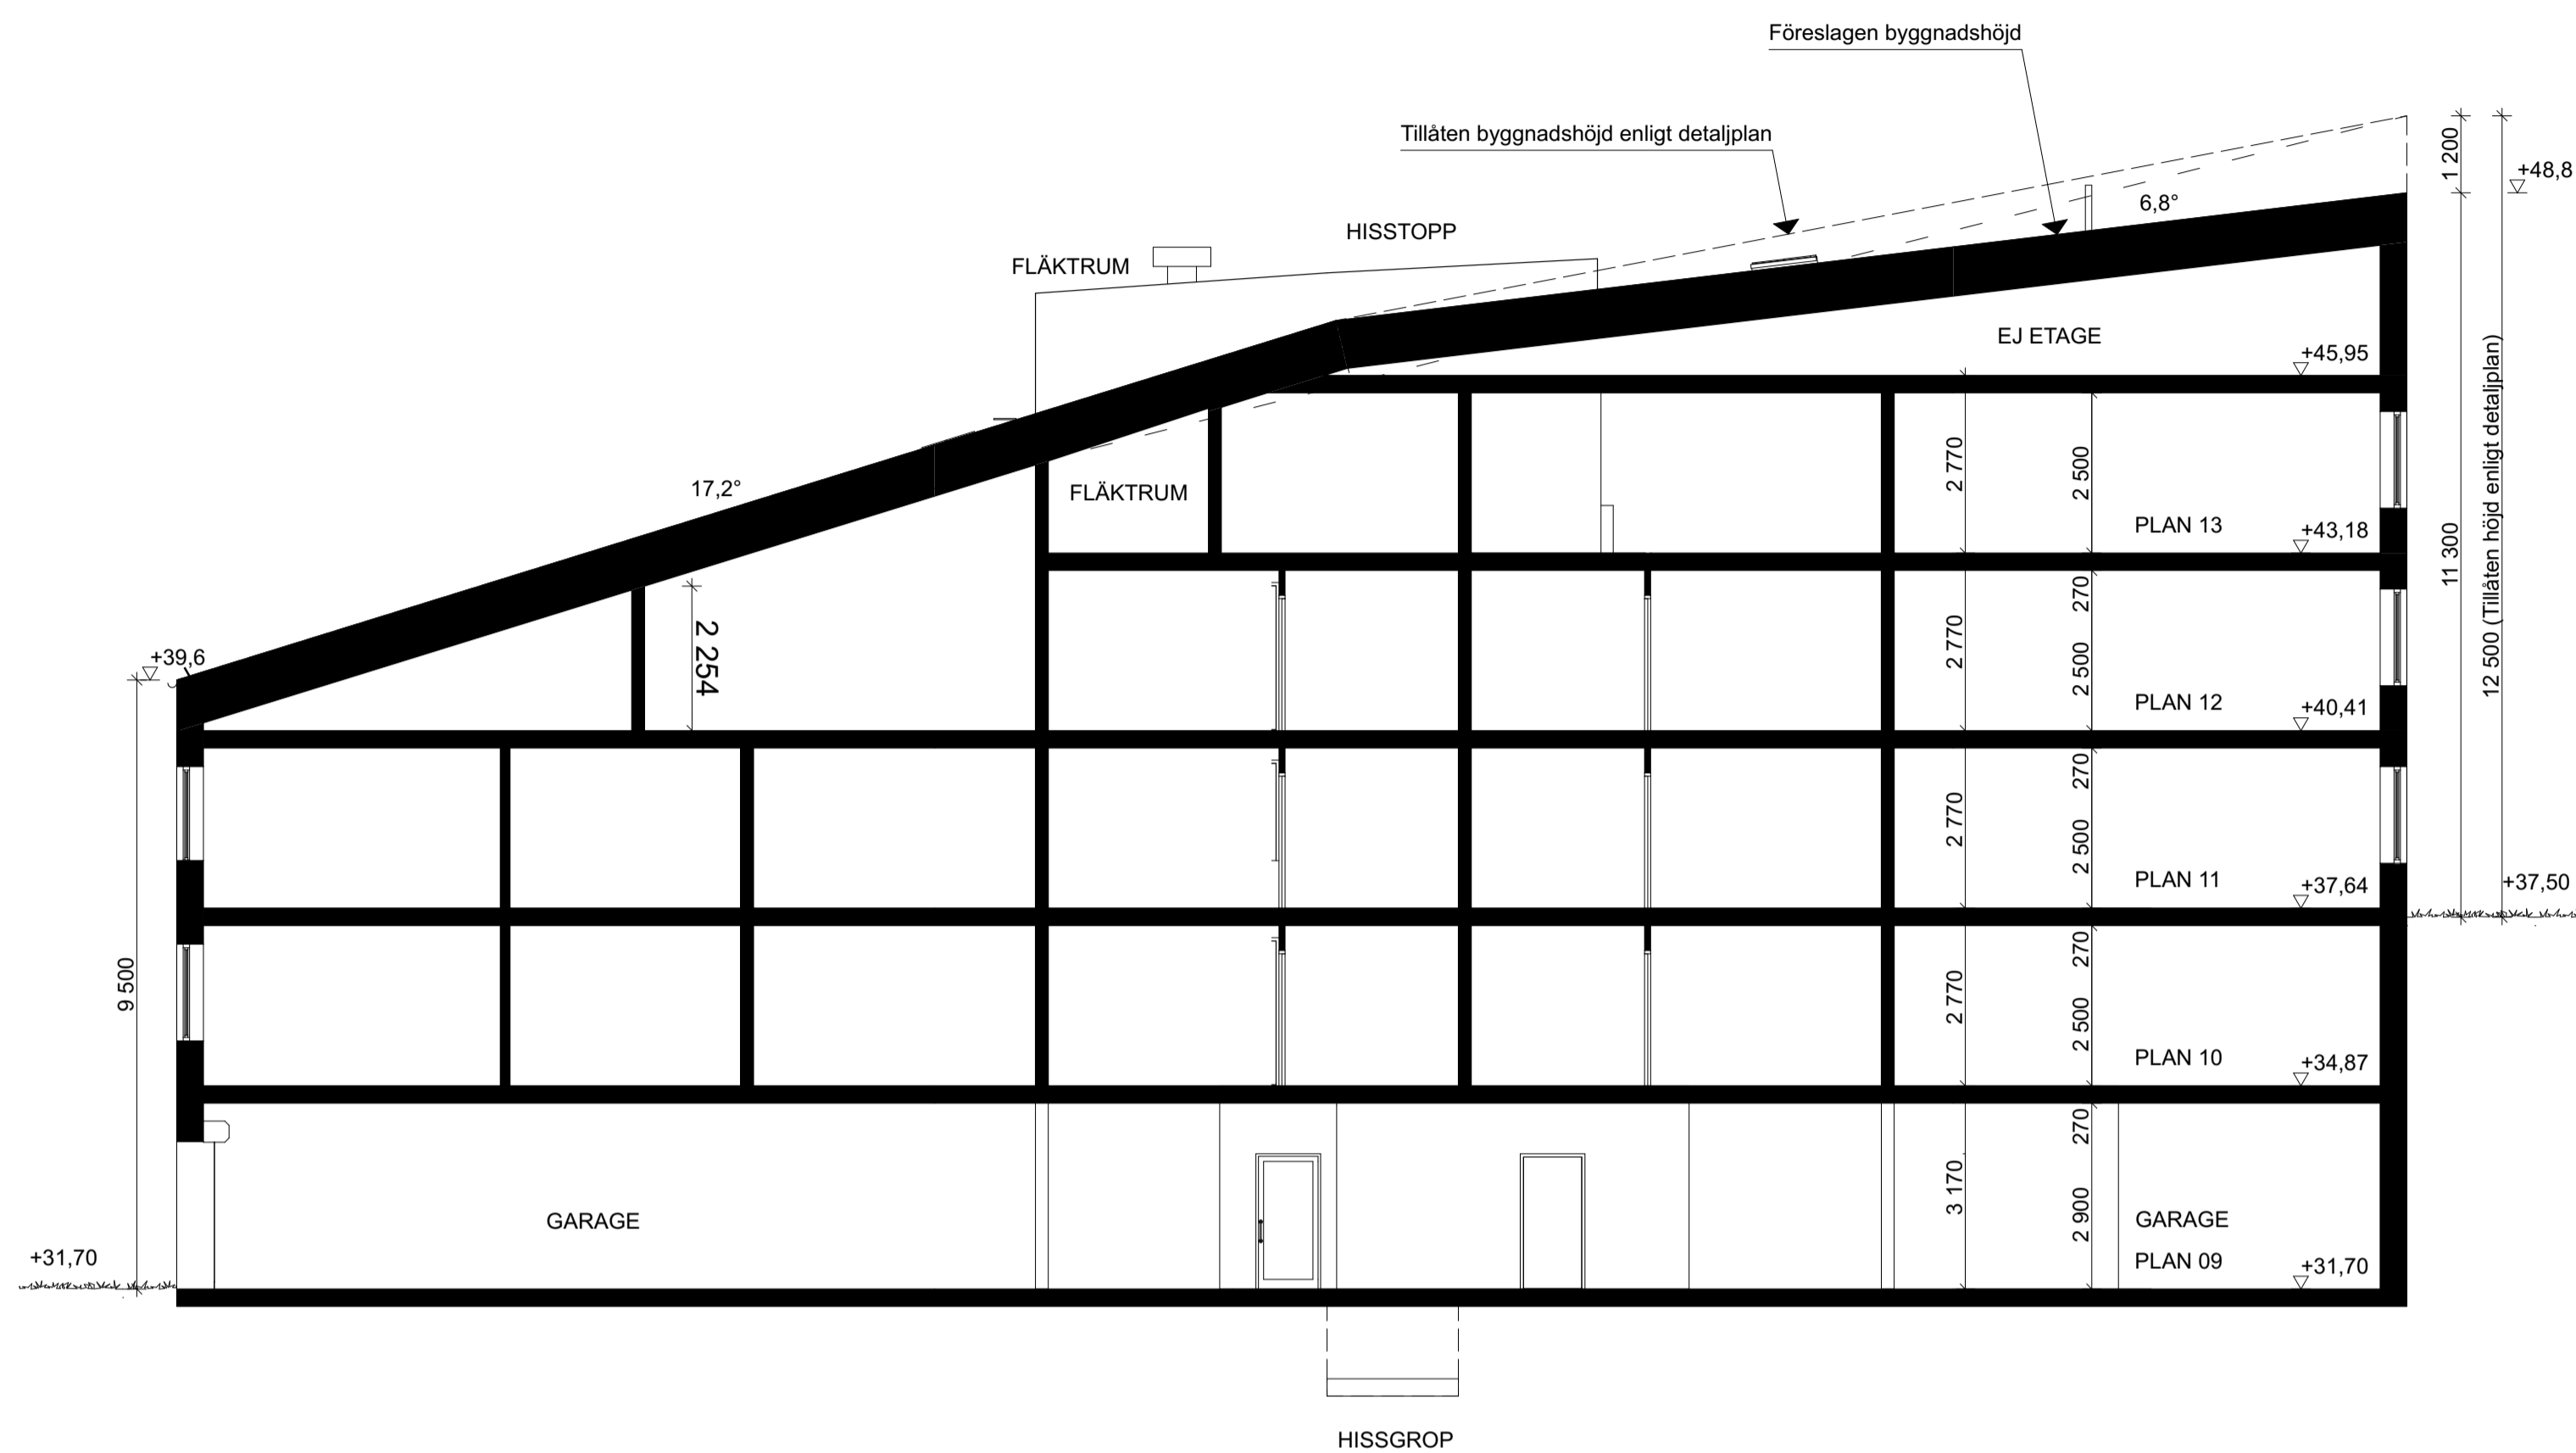 Föreslagen byggnadshöjd
Tillåten byggnadshöjd enligt detaljplan
1 200
+48,8
6,8°
HISSTOPP
FLÄKTRUM
EJ ETAGE
+45,95
12 500 (Tillåten höjd enligt detaljplan)
11 300
17,2°
FLÄKTRUM
2 770
2 500
PLAN 13
+43,18
+39,6
2 254
2 770
270
2 500
PLAN 12
+40,41
2 770
270
2 500
PLAN 11
+37,64
+37,50
9 500
2 770
270
2 500
PLAN 10
+34,87
270
3 170
2 900
GARAGE
GARAGE
PLAN 09
+31,70
+31,70
HISSGROP